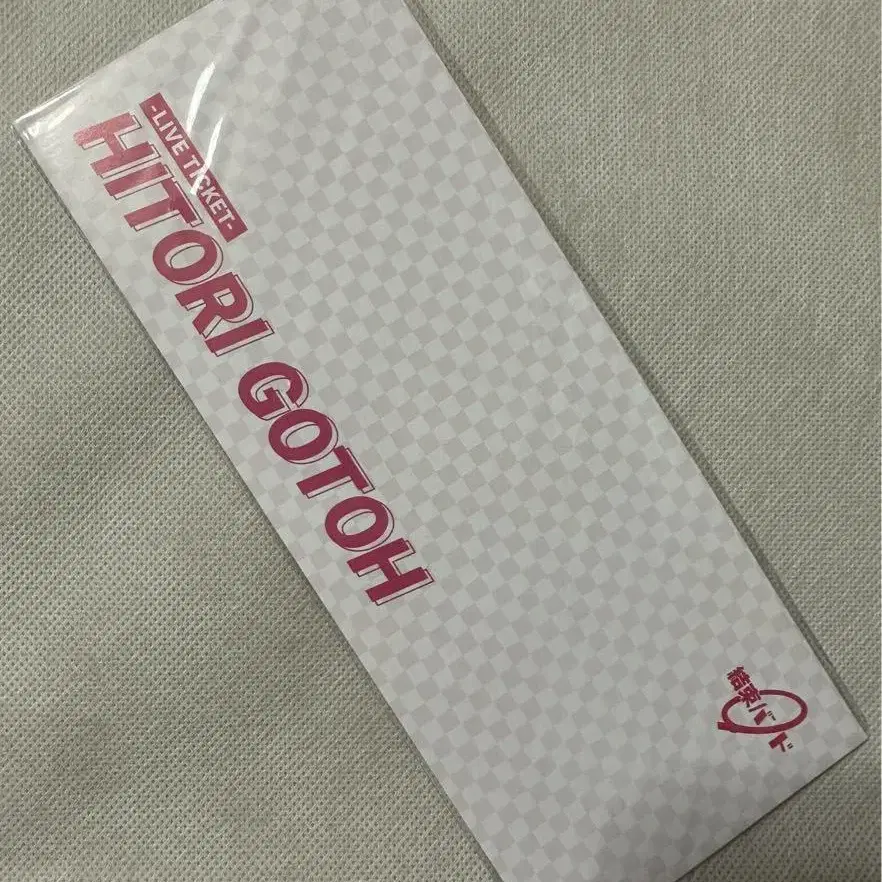 -LIVE TICKET-
HITORI GOTOH
結束バンド